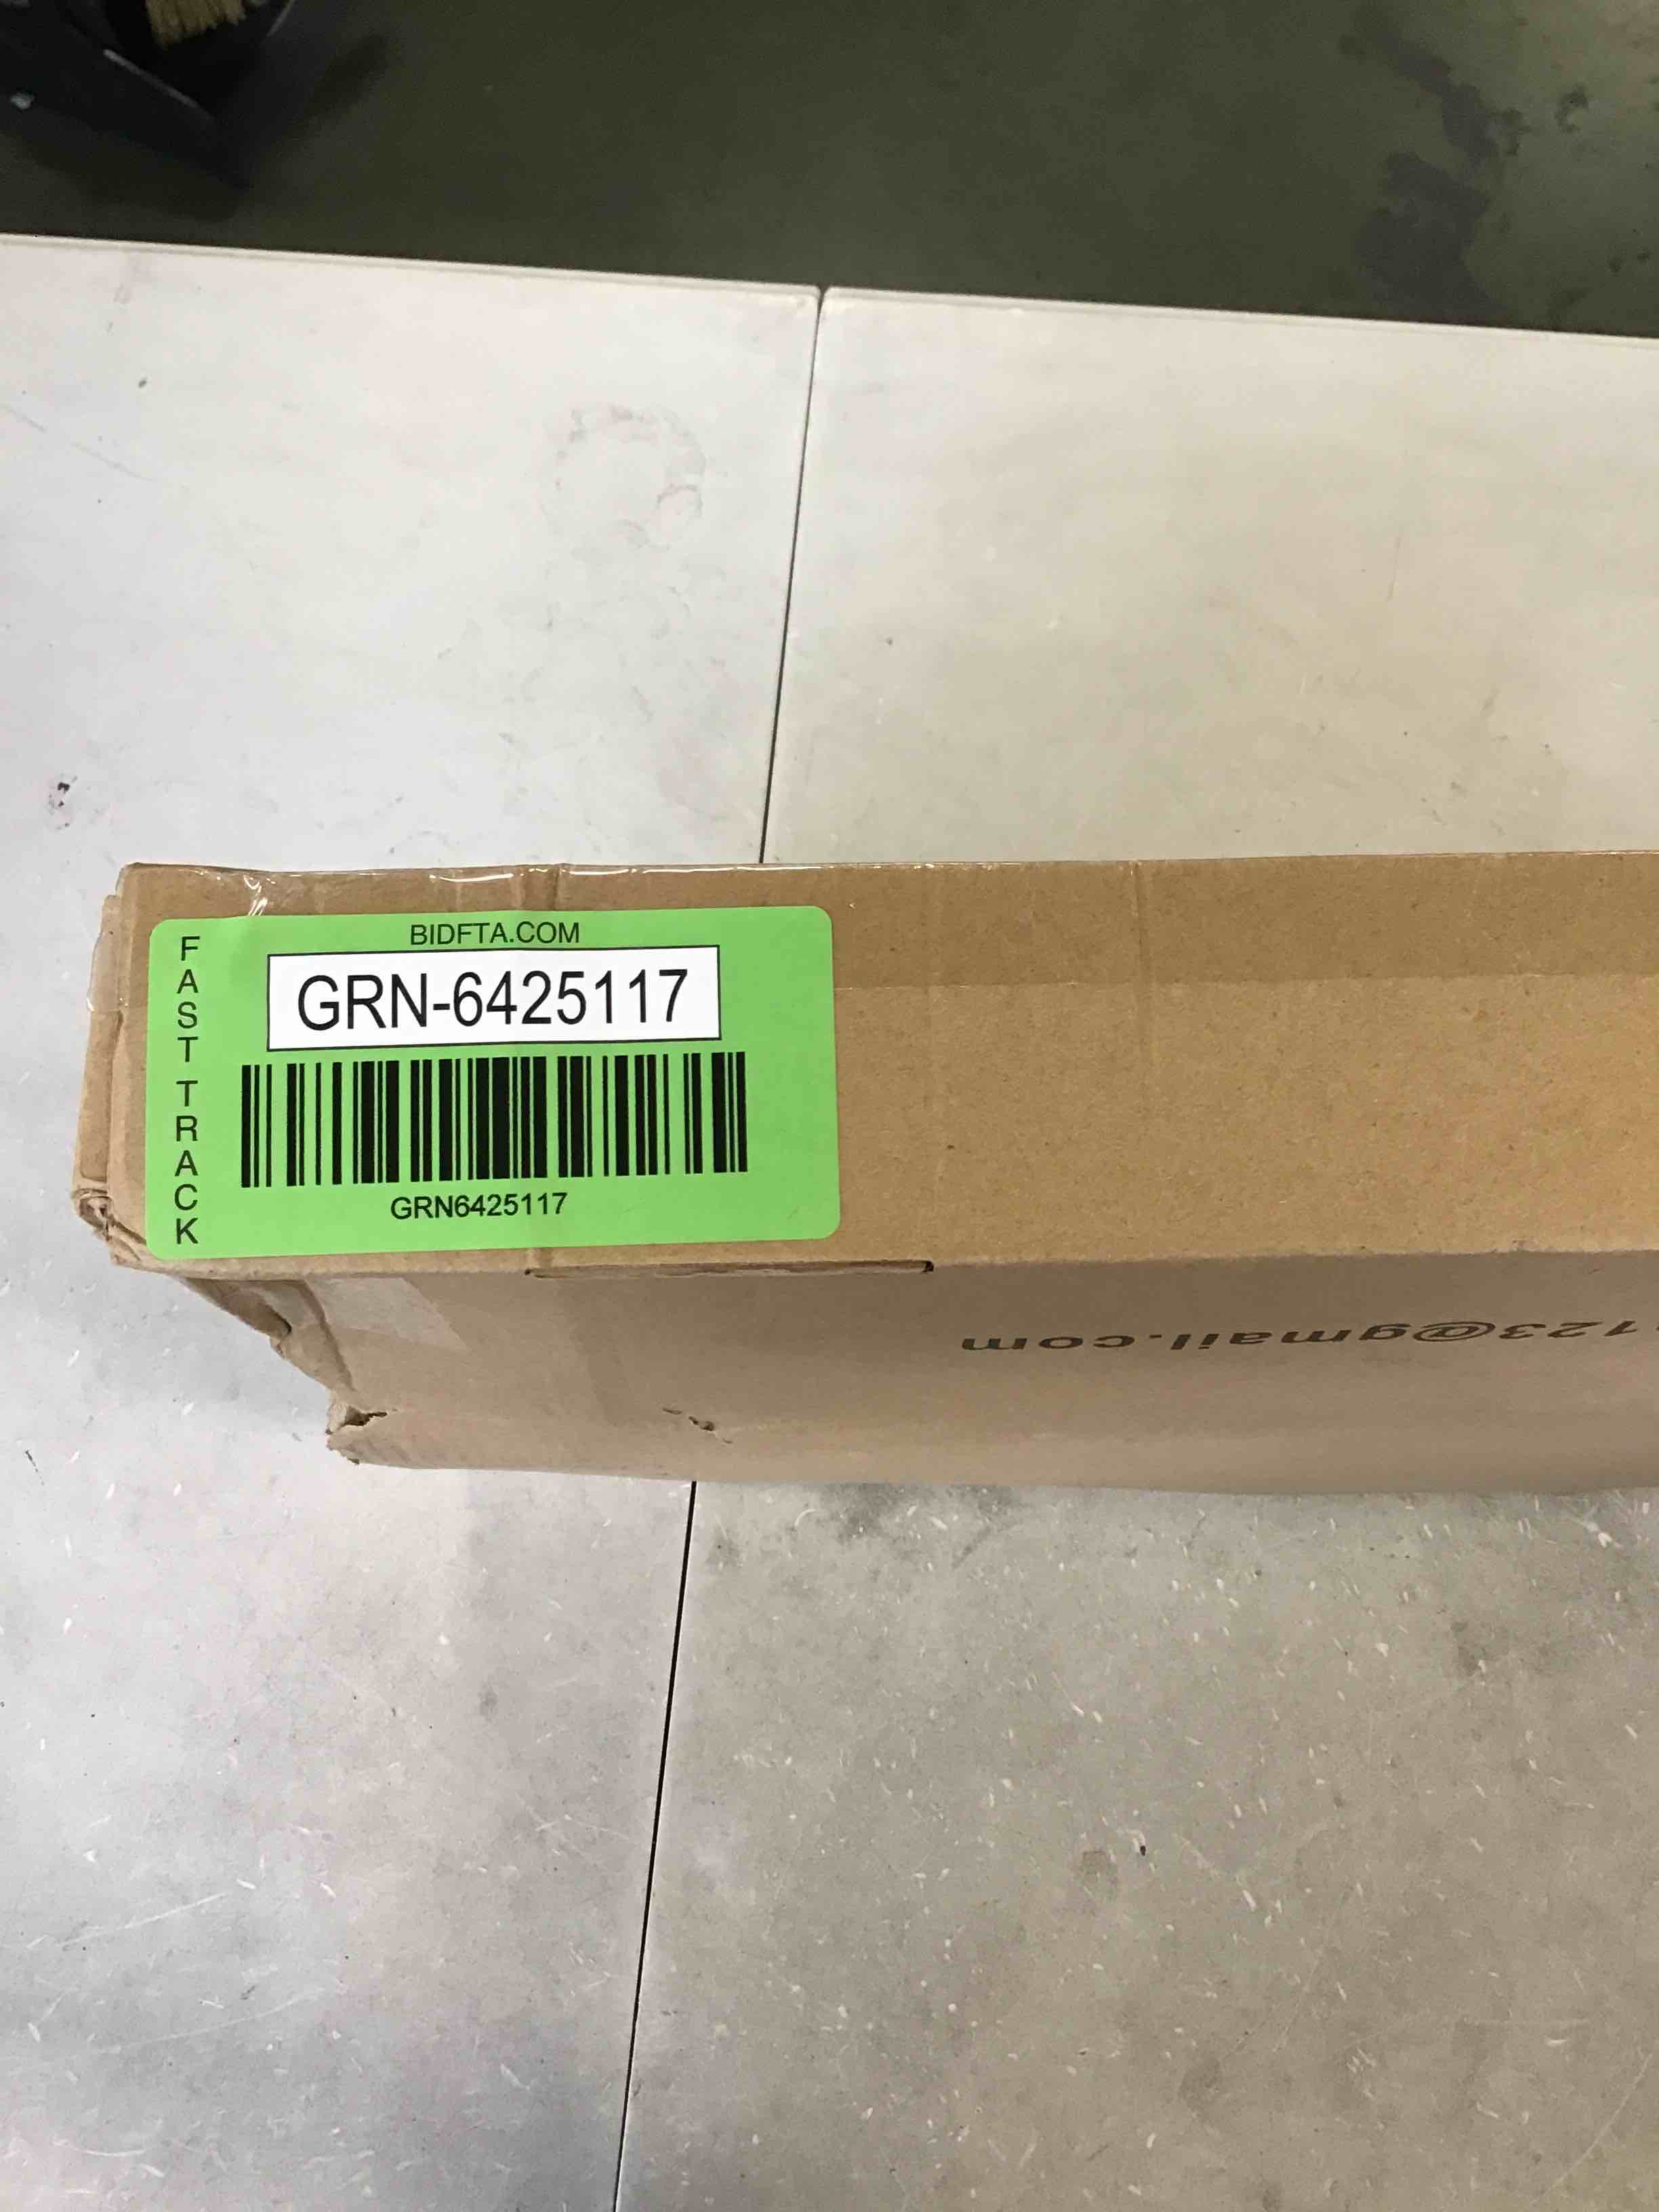 FAST TRACK
BIDFTA.COM
GRN-6425117
GRN6425117
123@gmail.com